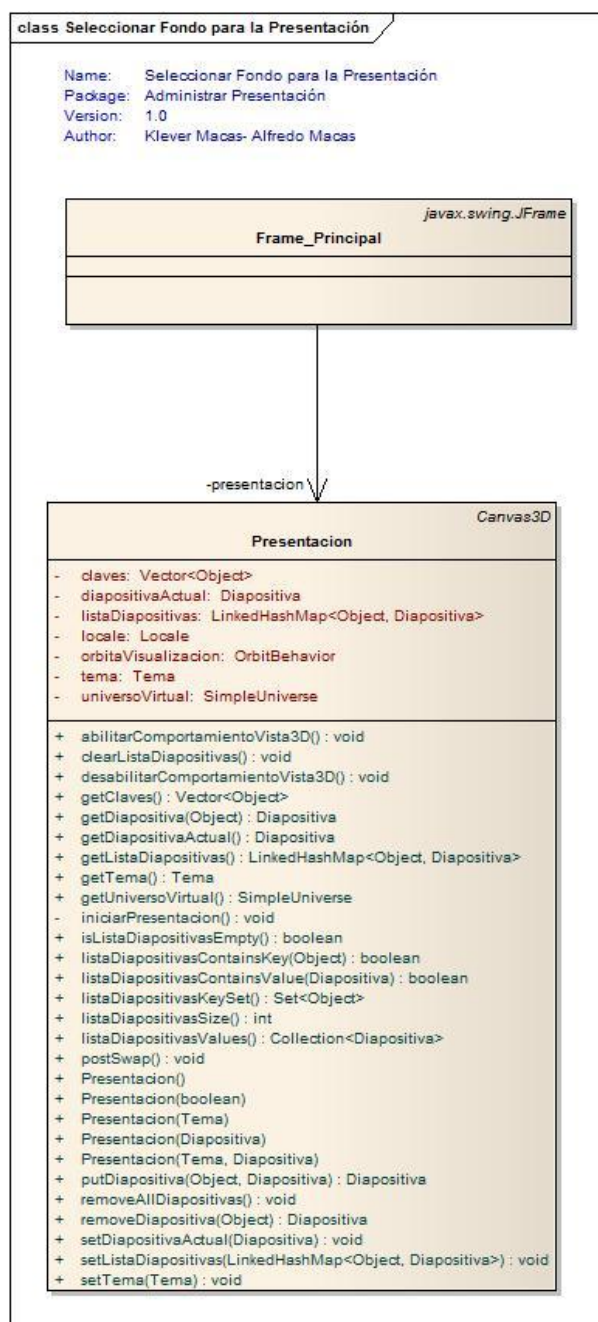 class Seleccionar Fondo para la Presentación
Name: Seleccionar Fondo para la Presentación
Package: Administrar Presentación
Version: 1.0
Author: Klever Macas- Alfredo Macas
javax.swing.JFrame
Frame_Principal
-presentacion
Canvas3D
Presentacion
- claves: Vector<Object>
- diapositivaActual: Diapositiva
- listaDiapositivas: LinkedHashMap<Object, Diapositiva>
- locale: Locale
- orbitaVisualizacion: OrbitBehavior
- tema: Tema
- universoVirtual: SimpleUniverse
+ abilitarComportamientoVista3D() : void
+ clearListaDiapositivas() : void
+ desabilitarComportamientoVista3D() : void
+ getClaves() : Vector<Object>
+ getDiapositiva(Object) : Diapositiva
+ getDiapositivaActual() : Diapositiva
+ getListaDiapositivas() : LinkedHashMap<Object, Diapositiva>
+ getTema() : Tema
+ getUniversoVirtual() : SimpleUniverse
- iniciarPresentacion() : void
+ isListaDiapositivasEmpty() : boolean
+ listaDiapositivasContainsKey(Object) : boolean
+ listaDiapositivasContainsValue(Diapositiva) : boolean
+ listaDiapositivasKeySet() : Set<Object>
+ listaDiapositivasSize() : int
+ listaDiapositivasValues() : Collection<Diapositiva>
+ postSwap() : void
+ Presentacion()
+ Presentacion(boolean)
+ Presentacion(Tema)
+ Presentacion(Diapositiva)
+ Presentacion(Tema, Diapositiva)
+ putDiapositiva(Object, Diapositiva) : Diapositiva
+ removeAllDiapositivas() : void
+ removeDiapositiva(Object) : Diapositiva
+ setDiapositivaActual(Diapositiva) : void
+ setListaDiapositivas(LinkedHashMap<Object, Diapositiva>) : void
+ setTema(Tema) : void